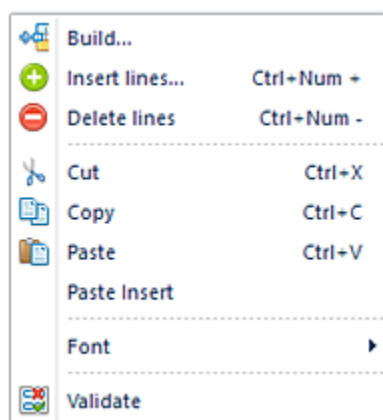 Build...
Insert lines... Ctrl+Num +
Delete lines Ctrl+Num -
Cut Ctrl+X
Copy Ctrl+C
Paste Ctrl+V
Paste Insert
Font
Validate